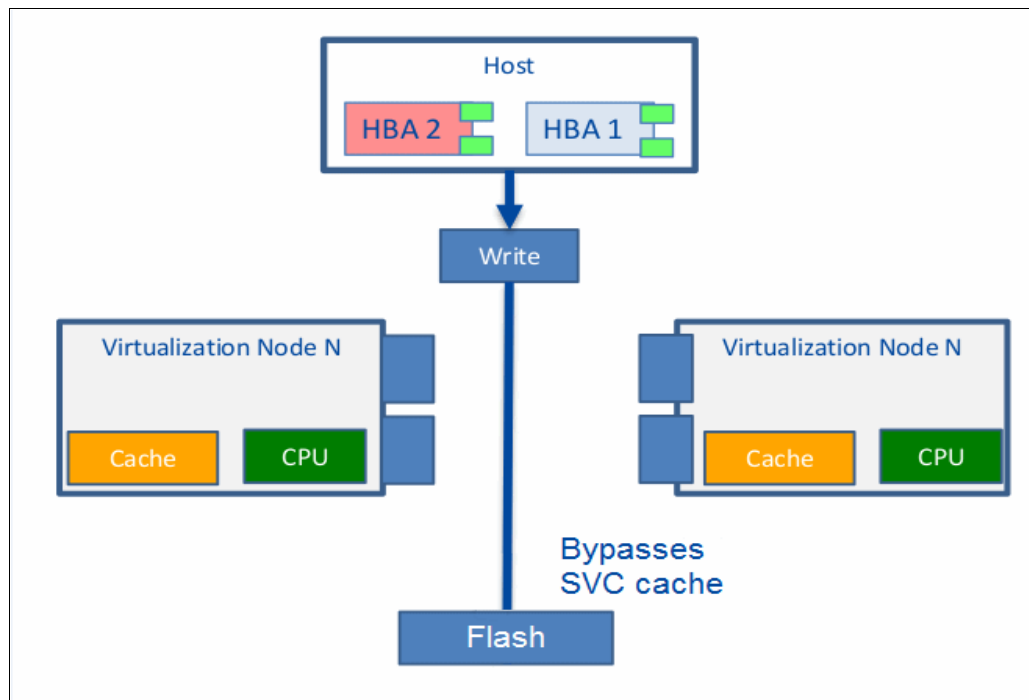 Host
HBA 2
HBA 1
Write
Virtualization Node N
Virtualization Node N
Cache
CPU
Cache
CPU
Bypasses
SVC cache
Flash